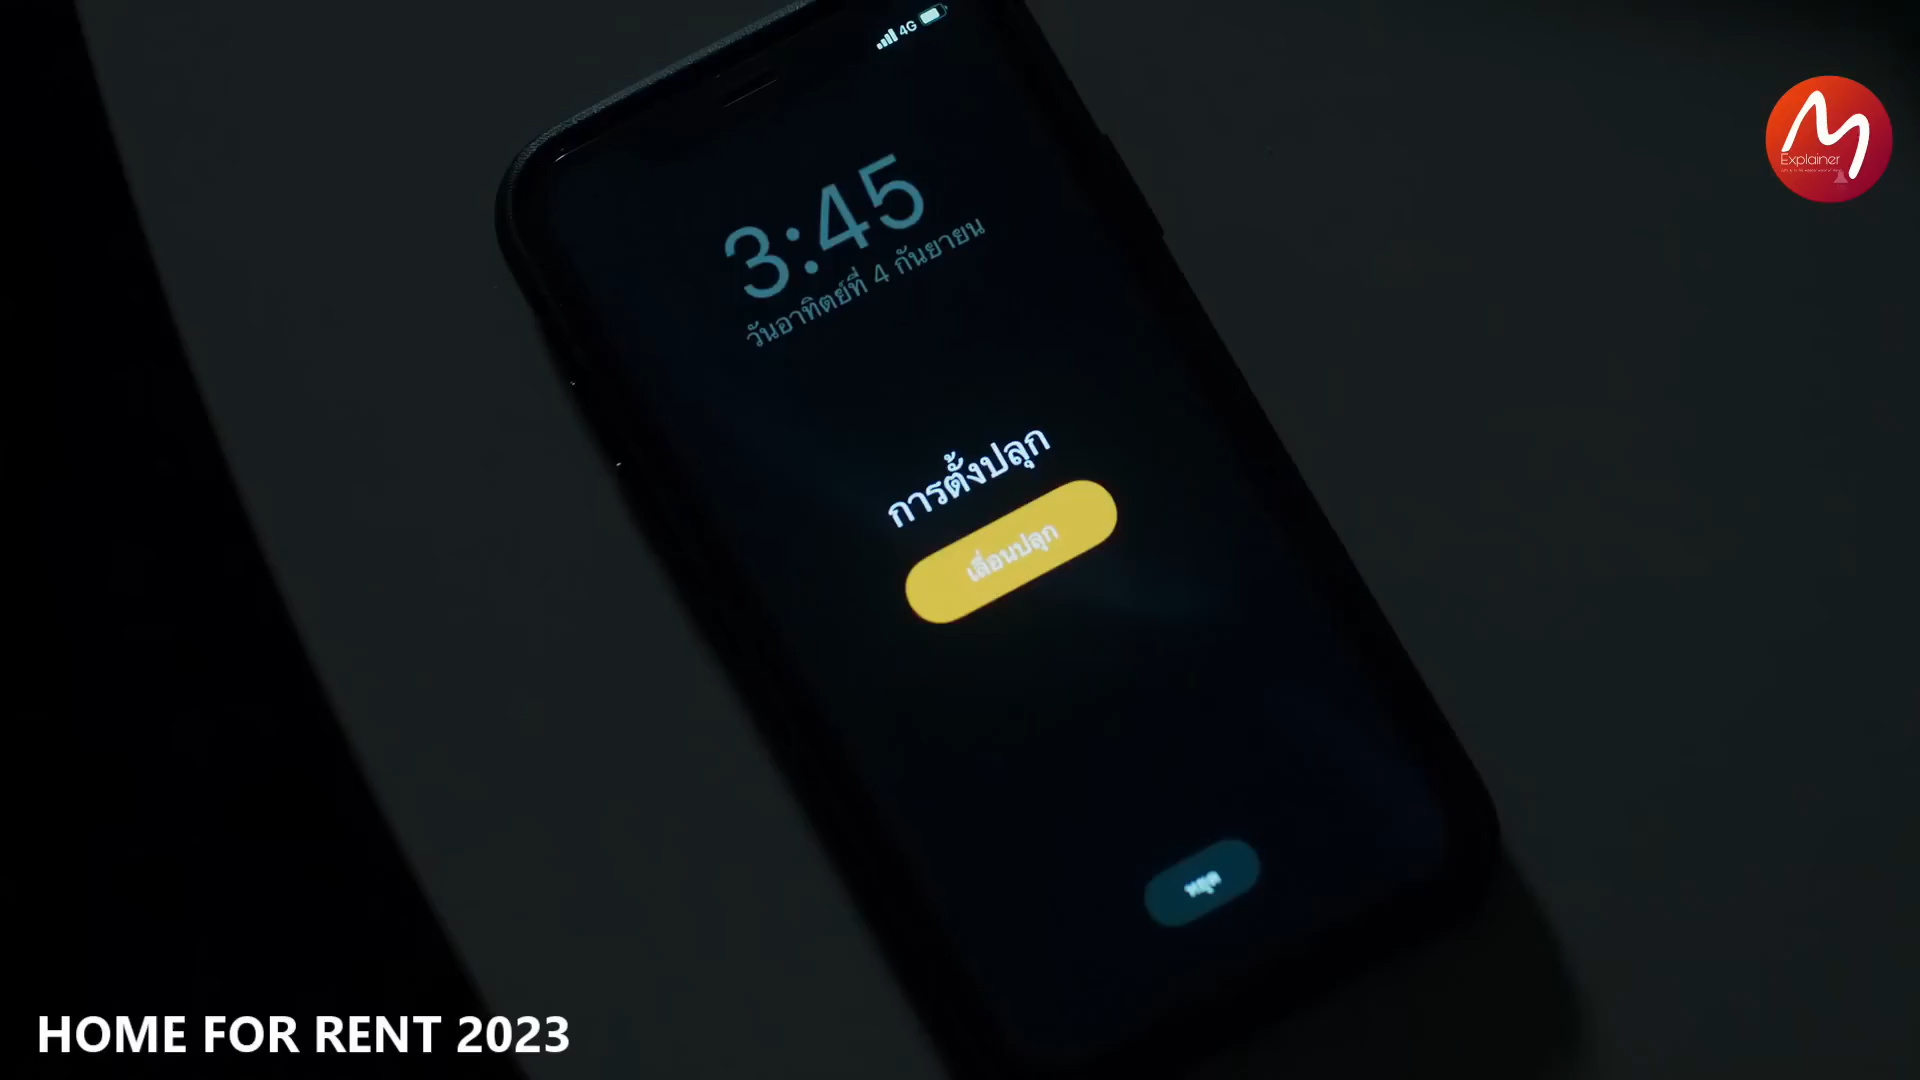 4G
3:45
วันอาทิตย์ที่ 4 กันยายน
การตั้งปลุก
เลื่อนปลุก
หยุด
Explainer
HOME FOR RENT 2023